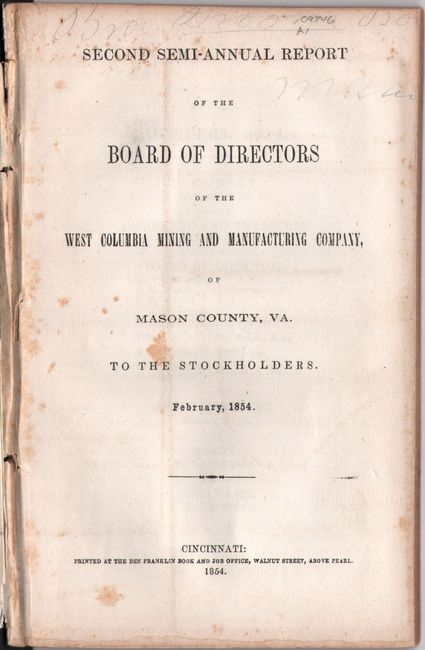 SECOND SEMI-ANNUAL REPORT
OF THE
BOARD OF DIRECTORS
OF THE
WEST COLUMBIA MINING AND MANUFACTURING COMPANY,
OF
MASON COUNTY, VA.
TO THE STOCKHOLDERS.
February, 1854.
CINCINNATI:
PRINTED AT THE BEN FRANKLIN BOOK AND JOB OFFICE, WALNUT STREET, ABOVE PEARL.
1854.